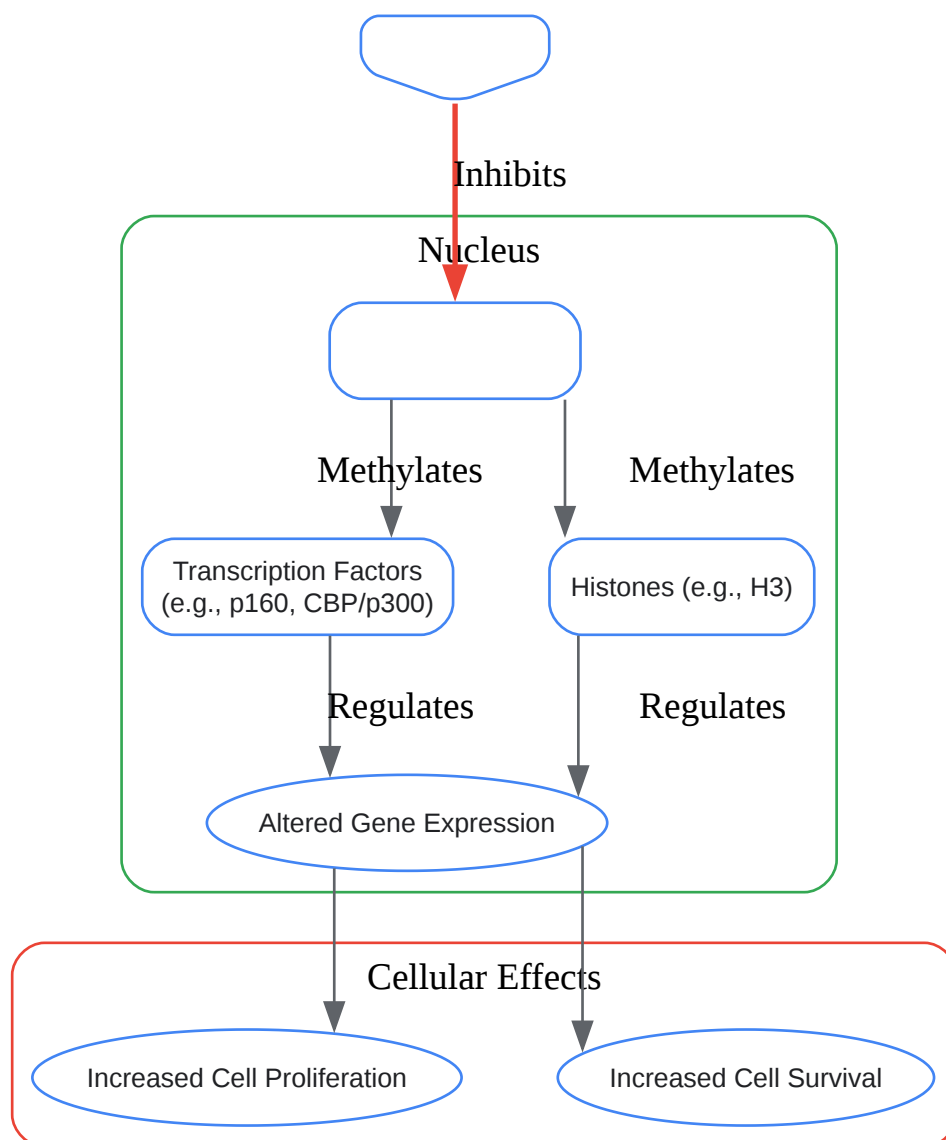 Inhibits
Nucleus
Methylates
Methylates
Transcription Factors
(e.g., p160, CBP/p300)
Histones (e.g., H3)
Regulates
Regulates
Altered Gene Expression
Cellular Effects
Increased Cell Proliferation
Increased Cell Survival